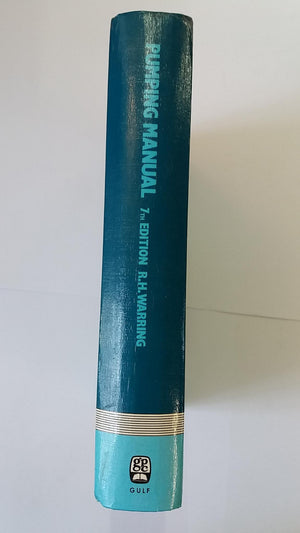 PUMPING MANUAL
7TH EDITION R.H. WARRING
GULF